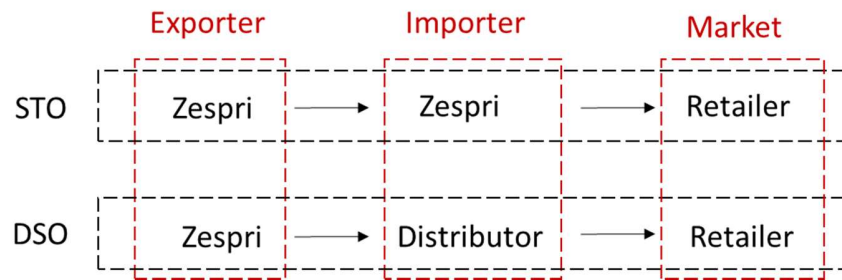 Exporter Importer Market
STO Zespri Zespri Retailer
DSO Zespri Distributor Retailer